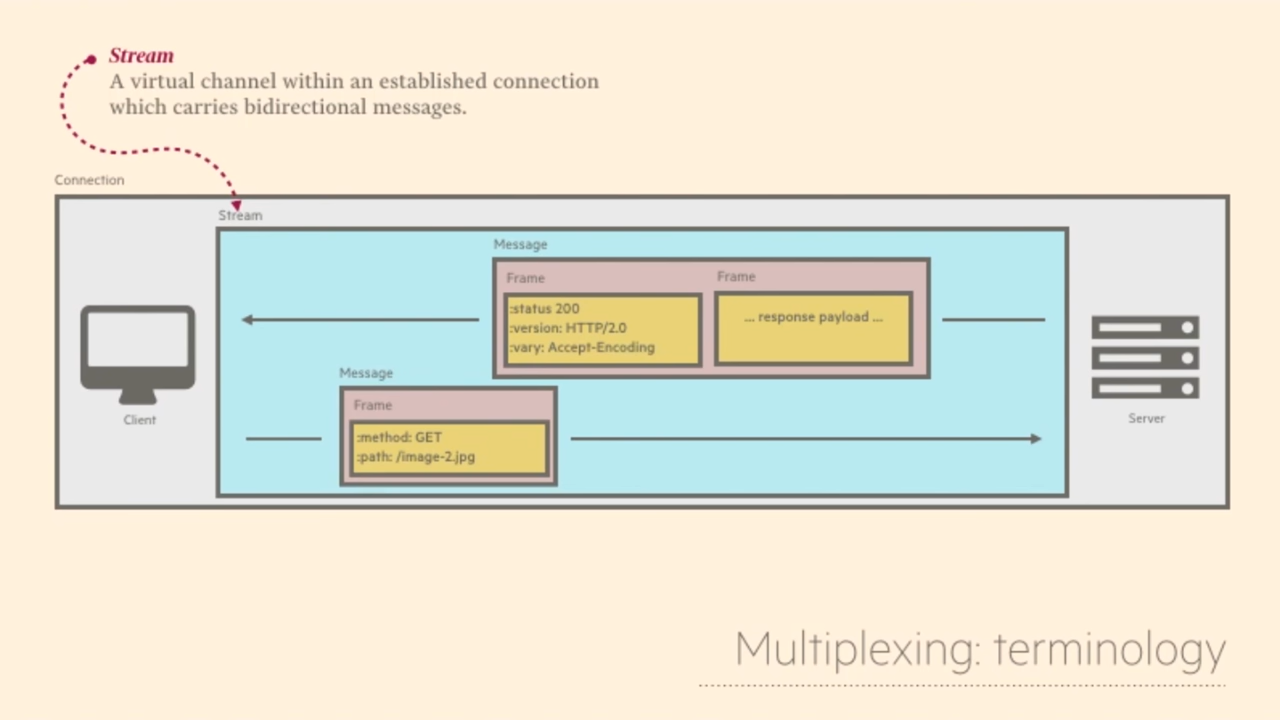 Stream
A virtual channel within an established connection
which carries bidirectional messages.
Connection
Stream
Message
Frame
Frame
:status 200
:version: HTTP/2.0
:vary: Accept-Encoding
... response payload ...
Message
Frame
:method: GET
:path: /image-2.jpg
Client
Server
Multiplexing: terminology